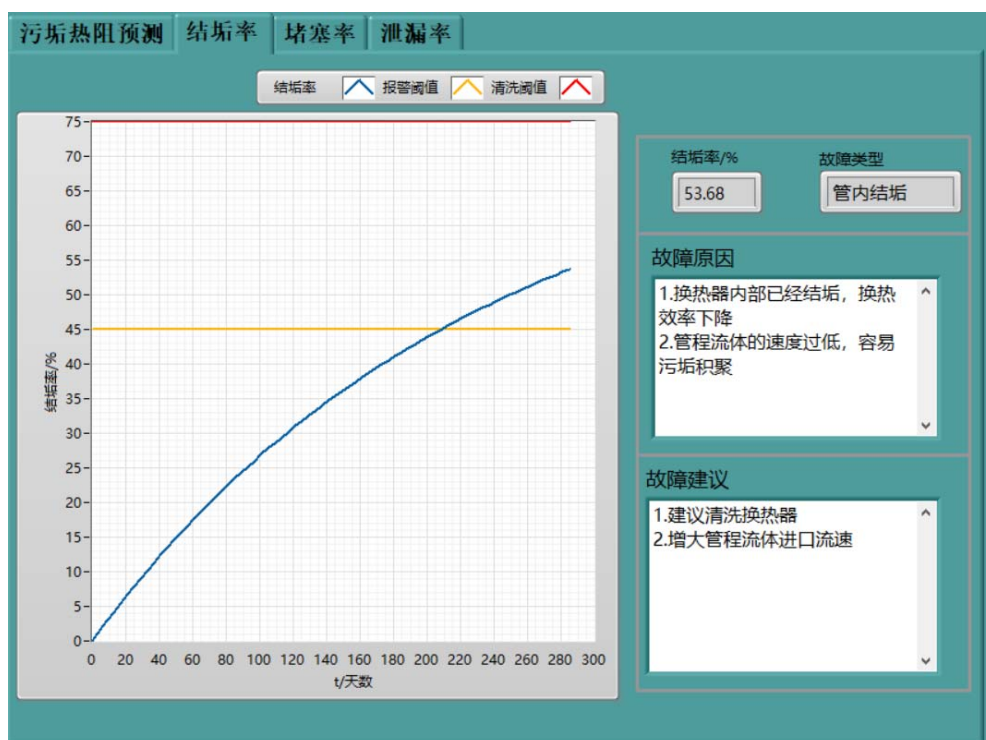 污垢热阻预测 结垢率 堵塞率 泄漏率
结垢率 报警阈值 清洗阈值
75
70
65
60
55
50
45
40
35
30
25
20
15
10
5
0
结垢率/%
0 20 40 60 80 100 120 140 160 180 200 220 240 260 280 300
t/天数
结垢率/% 故障类型
53.68 管内结垢
故障原因
1.换热器内部已经结垢，换热
效率下降
2.管程流体的速度过低，容易
污垢积聚
故障建议
1.建议清洗换热器
2.增大管程流体进口流速